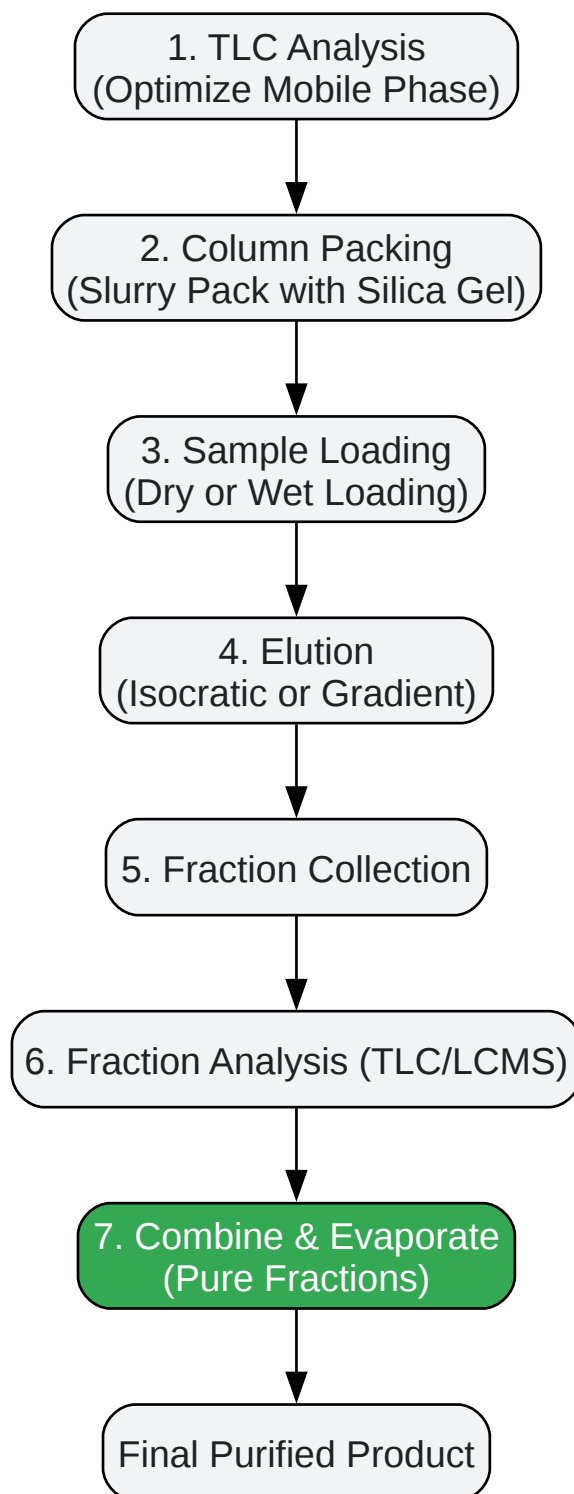 1. TLC Analysis
(Optimize Mobile Phase)
2. Column Packing
(Slurry Pack with Silica Gel)
3. Sample Loading
(Dry or Wet Loading)
4. Elution
(Isocratic or Gradient)
5. Fraction Collection
6. Fraction Analysis (TLC/LCMS)
7. Combine & Evaporate
(Pure Fractions)
Final Purified Product